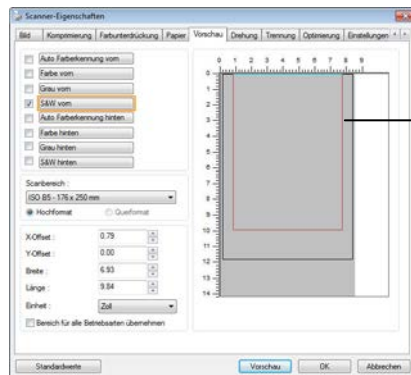 Scanner-Eigenschaften
Bild Komprimierung Farbunterdrückung Papier Vorschau Drehung Trennung Optimierung Einstellungen
Auto Farberkennung vorn
Farbe vorn
Grau vorn
S&W vorn
Auto Farberkennung hinten
Farbe hinten
Grau hinten
S&W hinten
Scanbereich :
ISO B5 - 176 x 250 mm
Hochformat Querformat
X-Offset : 0.79
Y-Offset : 0.00
Breite : 6.93
Länge : 9.84
Einheit : Zoll
Bereich für alle Betriebsarten übernehmen
0 1 2 3 4 5 6 7 8 9
0
1
2
3
4
5
6
7
8
9
10
11
12
13
14
Standardwerte Vorschau OK Abbrechen